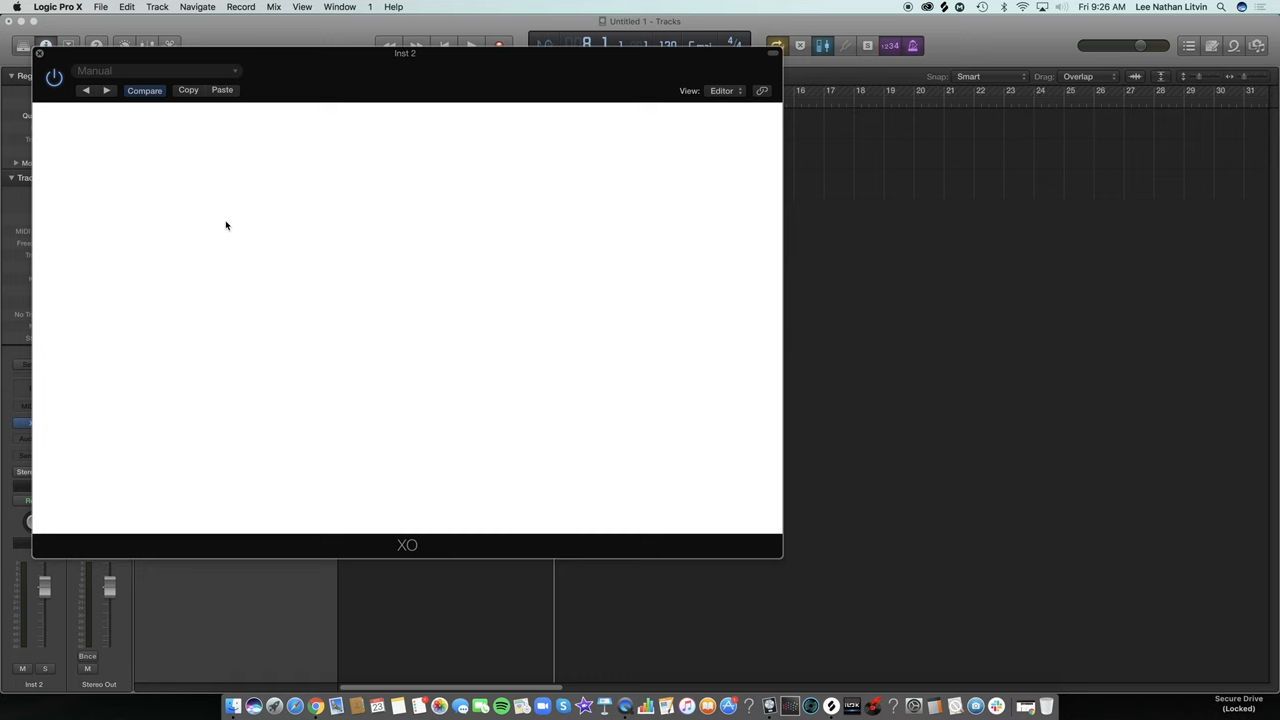 Logic Pro X File Edit Track Navigate Record Mix View Window 1 Help Fri 9:26 AM Lee Nathan Litvin
Untitled 1 - Tracks
Inst 2
4/4
1234
Manual
Compare Copy Paste View: Editor
Snap: Smart Drag: Overlap
16 17 18 19 20 21 22 23 24 25 26 27 28 29 30 31
XO
Bnce
M S M
Inst 2 Stereo Out
Secure Drive
(Locked)